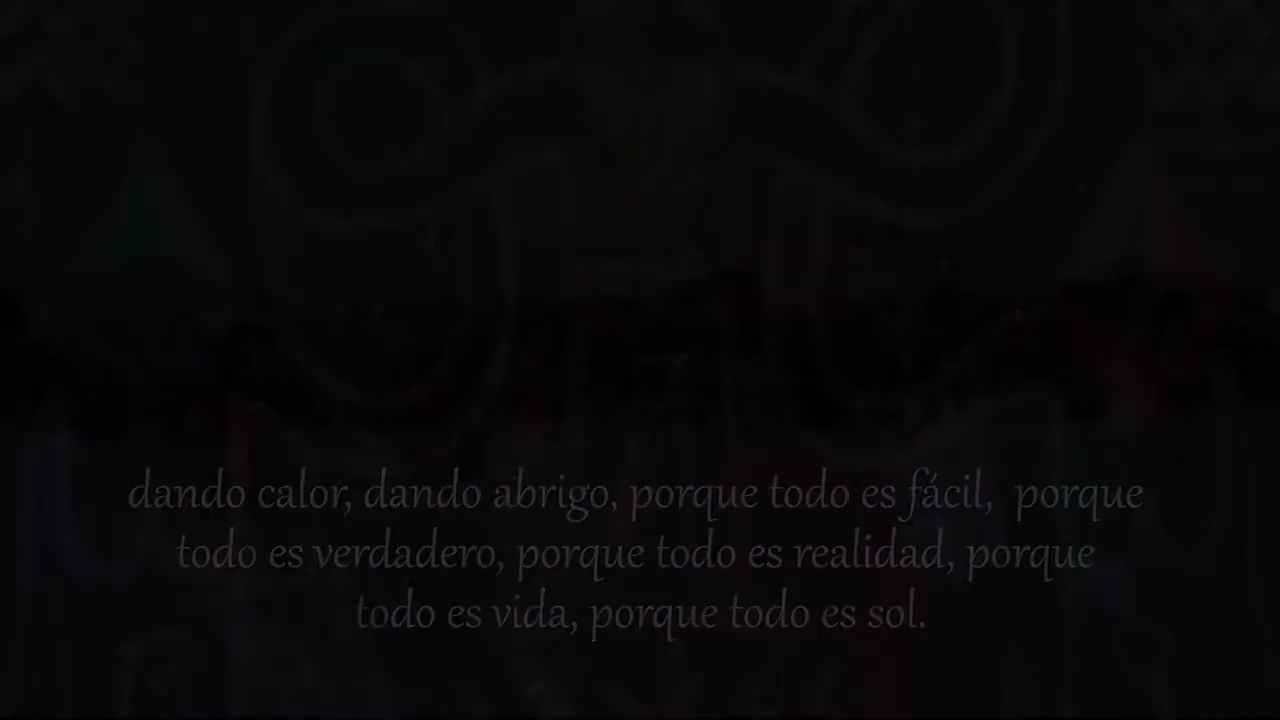 dando calor, dando abrigo, porque todo es fácil,  porque
todo es verdadero, porque todo es realidad, porque
todo es vida, porque todo es sol.